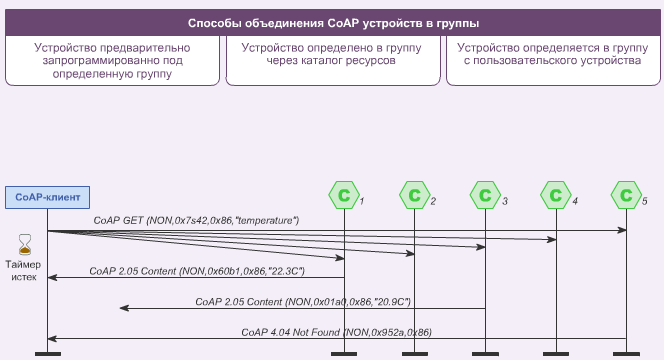 Способы объединения CoAP устройств в группы
Устройство предварительно
запрограммированно под
определенную группу
Устройство определено в группу
через каталог ресурсов
Устройство определяется в группу
с пользовательского устройства
CoAP-клиент
C 1
C 2
C 3
C 4
C 5
CoAP GET (NON,0x7s42,0x86,"temperature")
Таймер
истек
CoAP 2.05 Content (NON,0x60b1,0x86,"22.3C")
CoAP 2.05 Content (NON,0x01a0,0x86,"20.9C")
CoAP 4.04 Not Found (NON,0x952a,0x86)